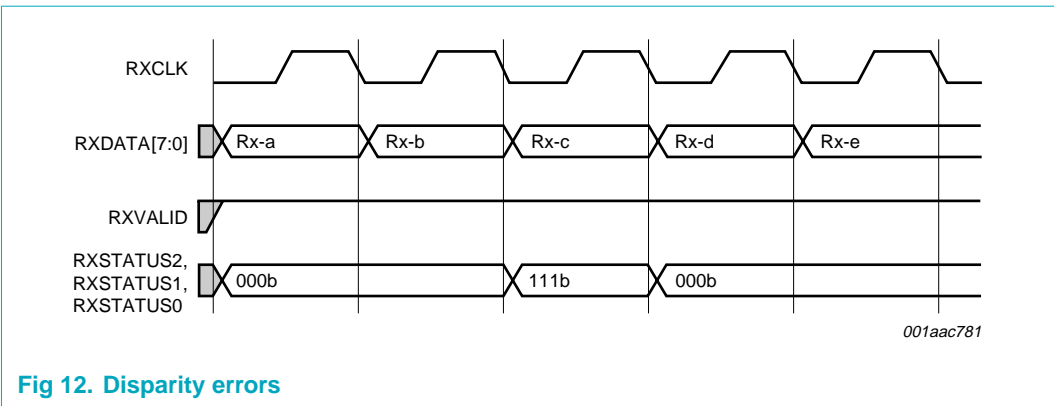 RXCLK
RXDATA[7:0]
Rx-a
Rx-b
Rx-c
Rx-d
Rx-e
RXVALID
RXSTATUS2,
RXSTATUS1,
RXSTATUS0
000b
111b
000b
001aac781
Fig 12. Disparity errors